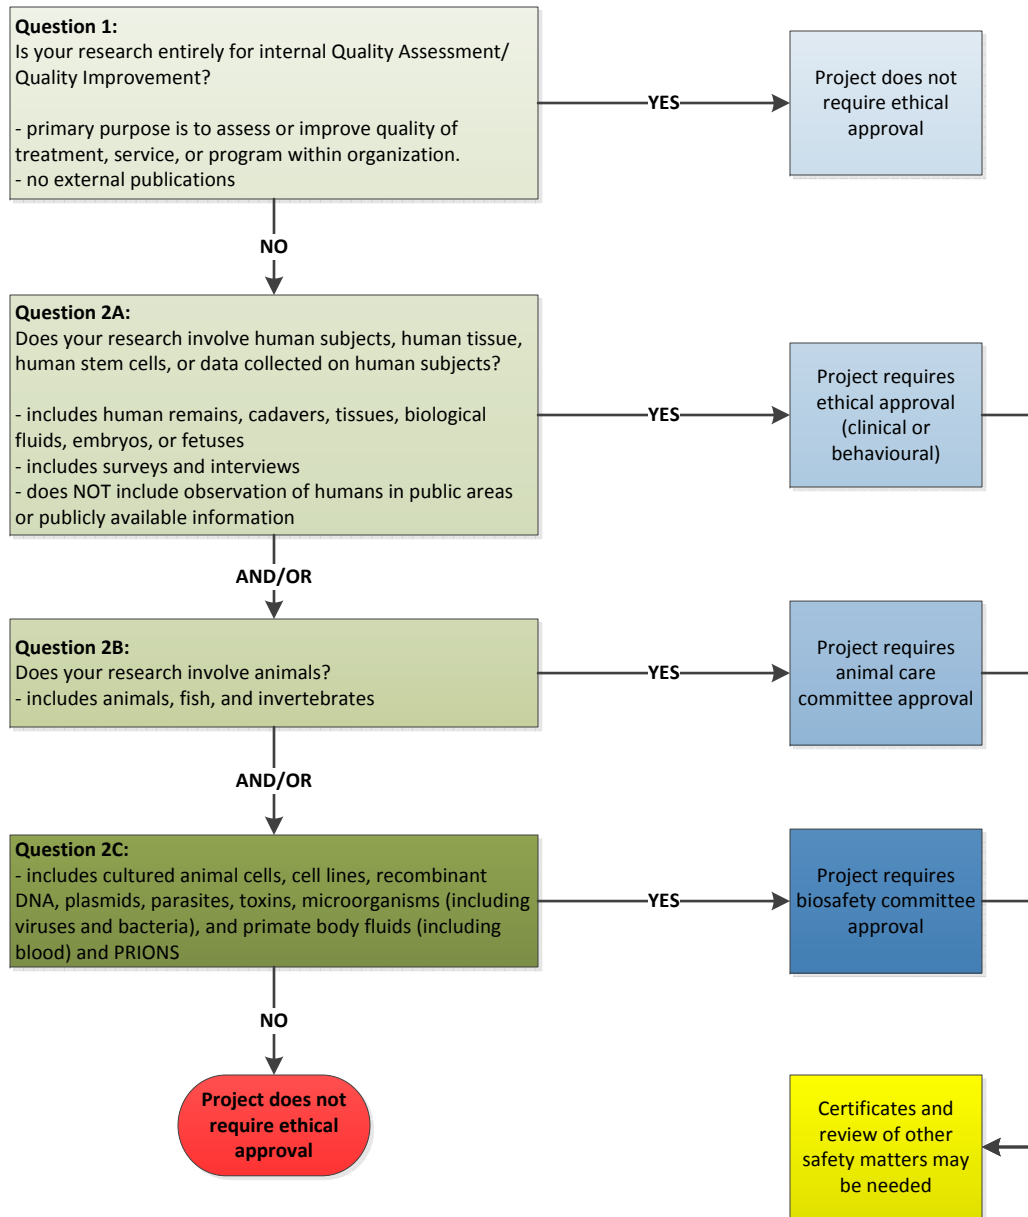 Question 1:
Is your research entirely for internal Quality Assessment/
Quality Improvement?
- primary purpose is to assess or improve quality of
treatment, service, or program within organization.
- no external publications
YES
Project does not
require ethical
approval
NO
Question 2A:
Does your research involve human subjects, human tissue,
human stem cells, or data collected on human subjects?
- includes human remains, cadavers, tissues, biological
fluids, embryos, or fetuses
- includes surveys and interviews
- does NOT include observation of humans in public areas
or publicly available information
YES
Project requires
ethical approval
(clinical or
behavioural)
AND/OR
Question 2B:
Does your research involve animals?
- includes animals, fish, and invertebrates
YES
Project requires
animal care
committee approval
AND/OR
Question 2C:
- includes cultured animal cells, cell lines, recombinant
DNA, plasmids, parasites, toxins, microorganisms (including
viruses and bacteria), and primate body fluids (including
blood) and PRIONS
YES
Project requires
biosafety committee
approval
NO
Project does not
require ethical
approval
Certificates and
review of other
safety matters may
be needed